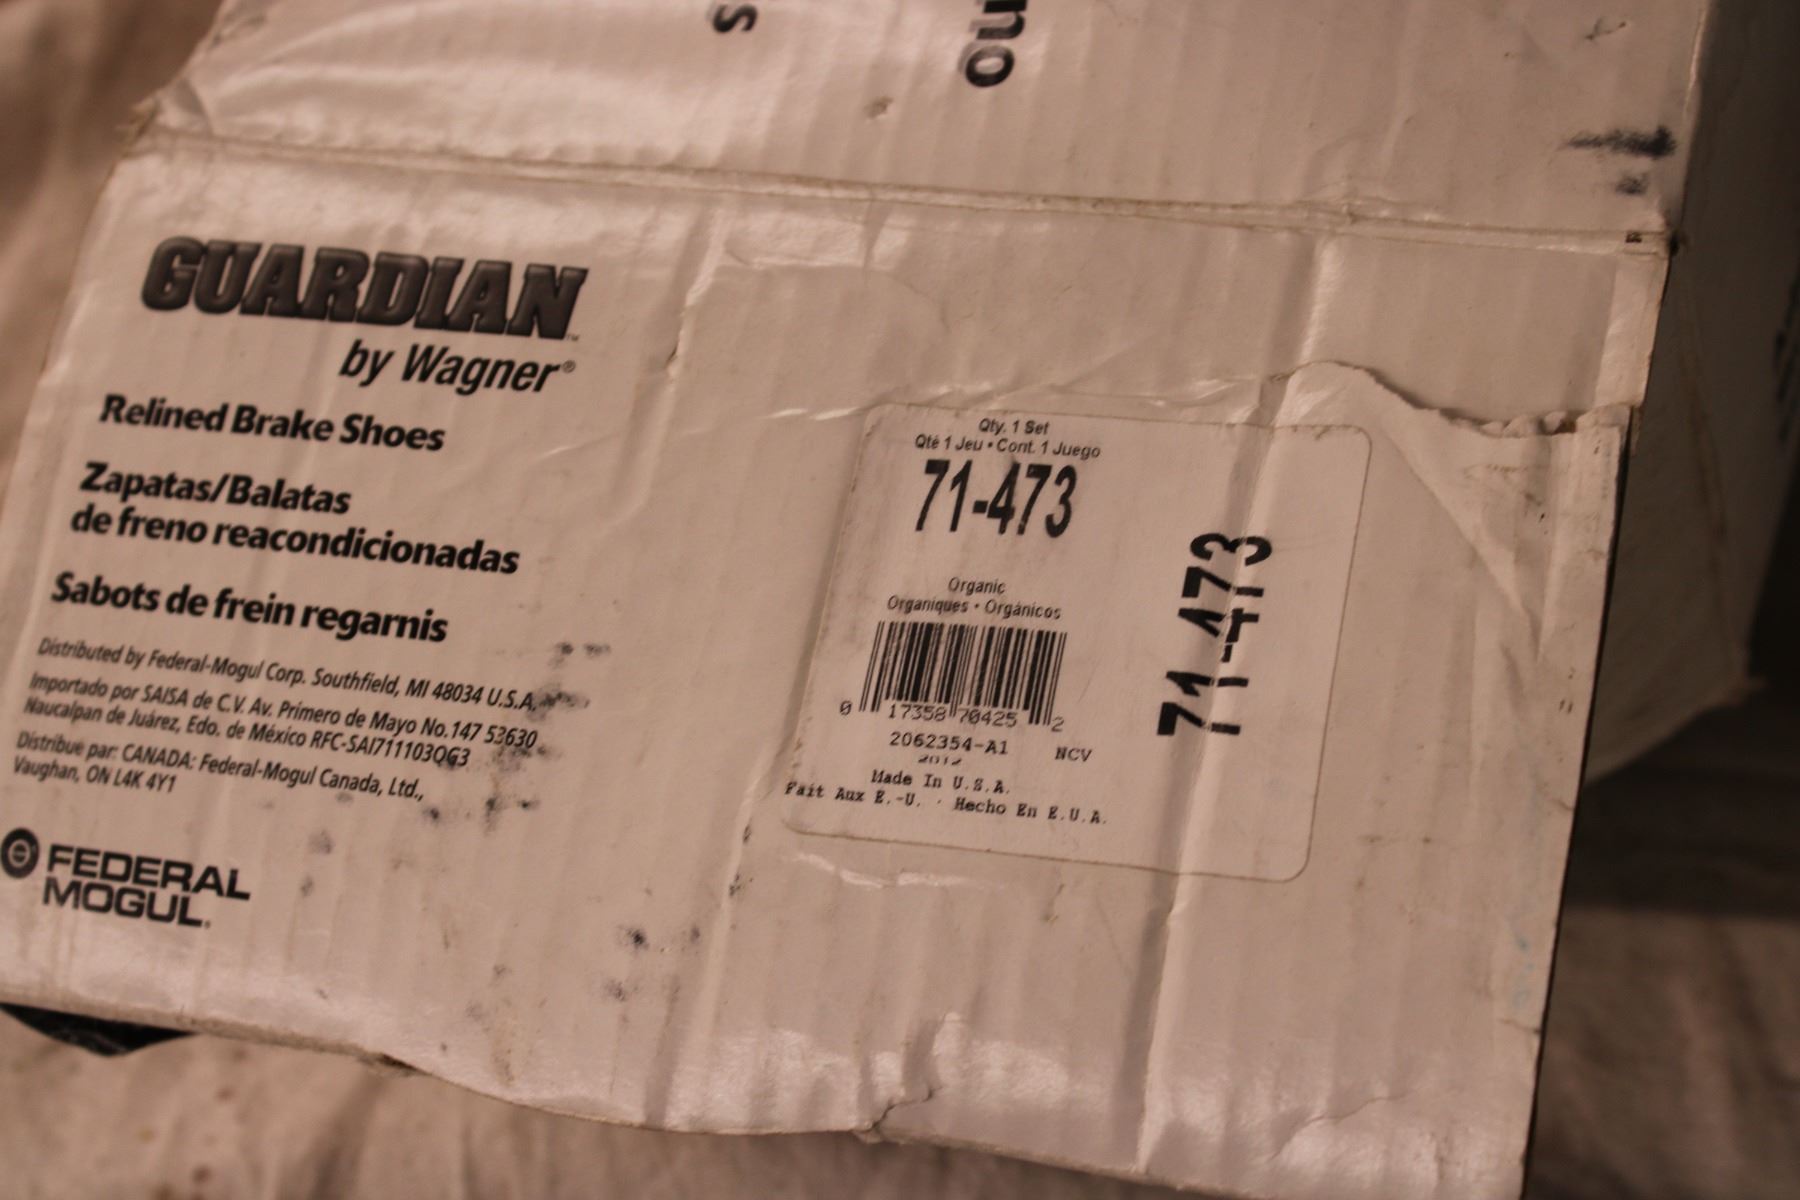 GUARDIAN™
by Wagner®
Relined Brake Shoes
Zapatas/Balatas
de freno reacondicionadas
Sabots de frein regarnis
Distributed by Federal-Mogul Corp. Southfield, MI 48034 U.S.A.
Importado por SAISA de C.V. Av. Primero de Mayo No.147 53630
Naucalpan de Juárez, Edo. de México RFC-SAI711103QG3
Distribue par: CANADA: Federal-Mogul Canada, Ltd.,
Vaughan, ON L4K 4Y1
FEDERAL
MOGUL®
Qty. 1 Set
Qté 1 Jeu • Cont. 1 Juego
71-473
Organic
Organiques • Orgánicos
0 17358 70425 2
2062354-A1 NCV
2012
Made In U.S.A.
Fait Aux E.-U. · Hecho En E.U.A.
71-473